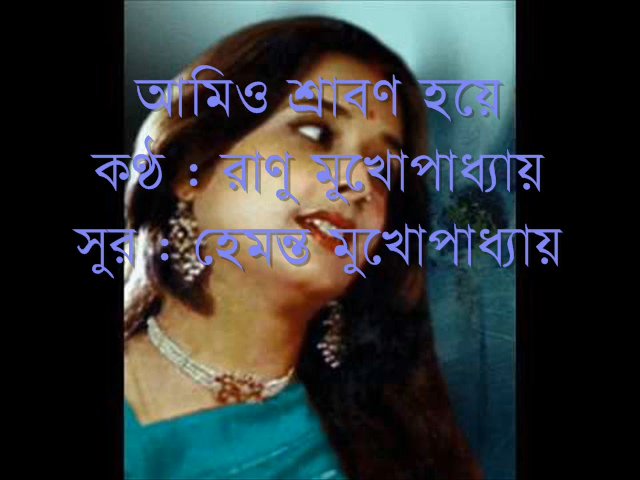 আমিও শ্রাবণ হয়ে
কণ্ঠ : রাণু মুখোপাধ্যায়
সুর : হেমন্ত মুখোপাধ্যায়